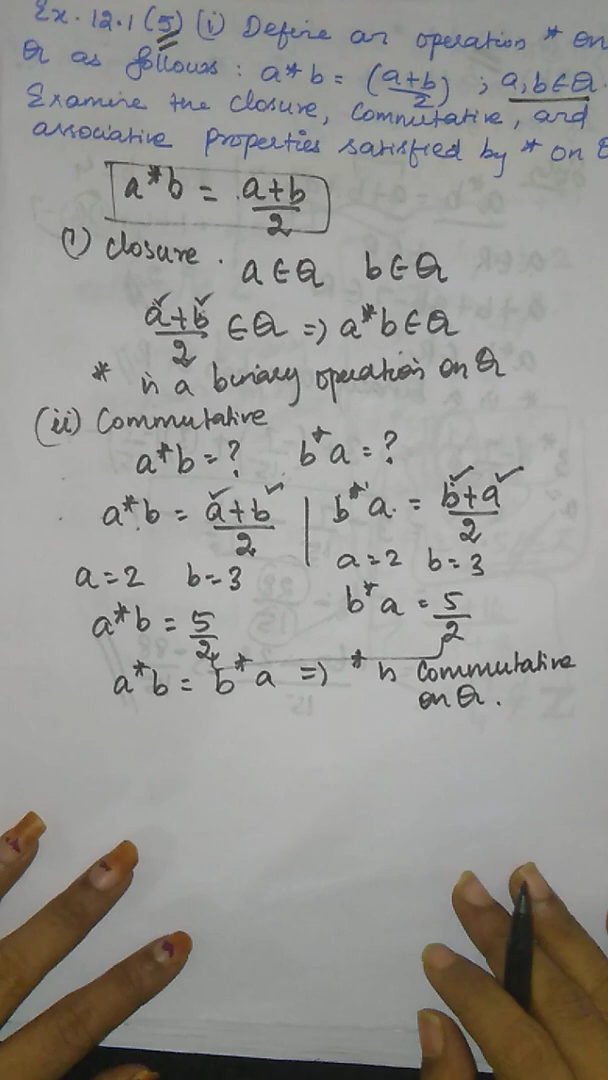 Ex. 12.1 (5) (i) Define an operation * on
Q as follows : a*b = (a+b/2) ; a, b ∈ Q.
Examine the closure, Commutative, and
associative properties satisfied by * on
a*b = a+b/2
(i) closure . a ∈ Q b ∈ Q
a+b/2 ∈ Q => a*b ∈ Q
* is a binary operation on Q
(ii) Commutative
a*b = ? b*a = ?
a*b = a+b/2 | b*a = b+a/2
a = 2 b = 3 a = 2 b = 3
a*b = 5/2 b*a = 5/2
a*b = b*a => * is Commutative
on Q.